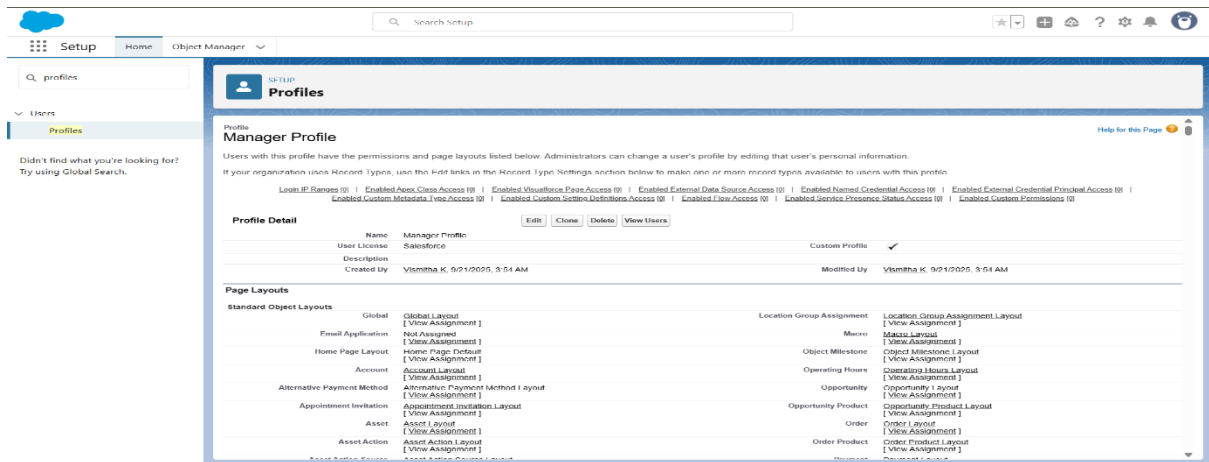 Search Setup
Setup Home Object Manager
profiles
Users
Profiles
Didn't find what you're looking for?
Try using Global Search.
SETUP
Profiles
Profile
Manager Profile
Help for this Page
Users with this profile have the permissions and page layouts listed below. Administrators can change a user's profile by editing that user's personal information.
If your organization uses Record Types, use the Edit links in the Record Type Settings section below to make one or more record types available to users with this profile.
Login IP Ranges [0] | Enabled Apex Class Access [0] | Enabled Visualforce Page Access [0] | Enabled External Data Source Access [0] | Enabled Named Credential Access [0] | Enabled External Credential Principal Access [0] |
Enabled Custom Metadata Type Access [0] | Enabled Custom Setting Definitions Access [0] | Enabled Flow Access [0] | Enabled Service Presence Status Access [0] | Enabled Custom Permissions [0]
Profile Detail Edit Clone Delete View Users
Name Manager Profile
User License Salesforce Custom Profile ✓
Description
Created By Vismitha K, 9/21/2025, 3:54 AM Modified By Vismitha K, 9/21/2025, 3:54 AM
Page Layouts
Standard Object Layouts
Global Global Layout Location Group Assignment Location Group Assignment Layout
[ View Assignment ] [ View Assignment ]
Email Application Not Assigned Macro Macro Layout
[ View Assignment ] [ View Assignment ]
Home Page Layout Home Page Default Object Milestone Object Milestone Layout
[ View Assignment ] [ View Assignment ]
Account Account Layout Operating Hours Operating Hours Layout
[ View Assignment ] [ View Assignment ]
Alternative Payment Method Alternative Payment Method Layout Opportunity Opportunity Layout
[ View Assignment ] [ View Assignment ]
Appointment Invitation Appointment Invitation Layout Opportunity Product Opportunity Product Layout
[ View Assignment ] [ View Assignment ]
Asset Asset Layout Order Order Layout
[ View Assignment ] [ View Assignment ]
Asset Action Asset Action Layout Order Product Order Product Layout
[ View Assignment ] [ View Assignment ]
Asset Action Source Asset Action Source Layout Payment Payment Layout